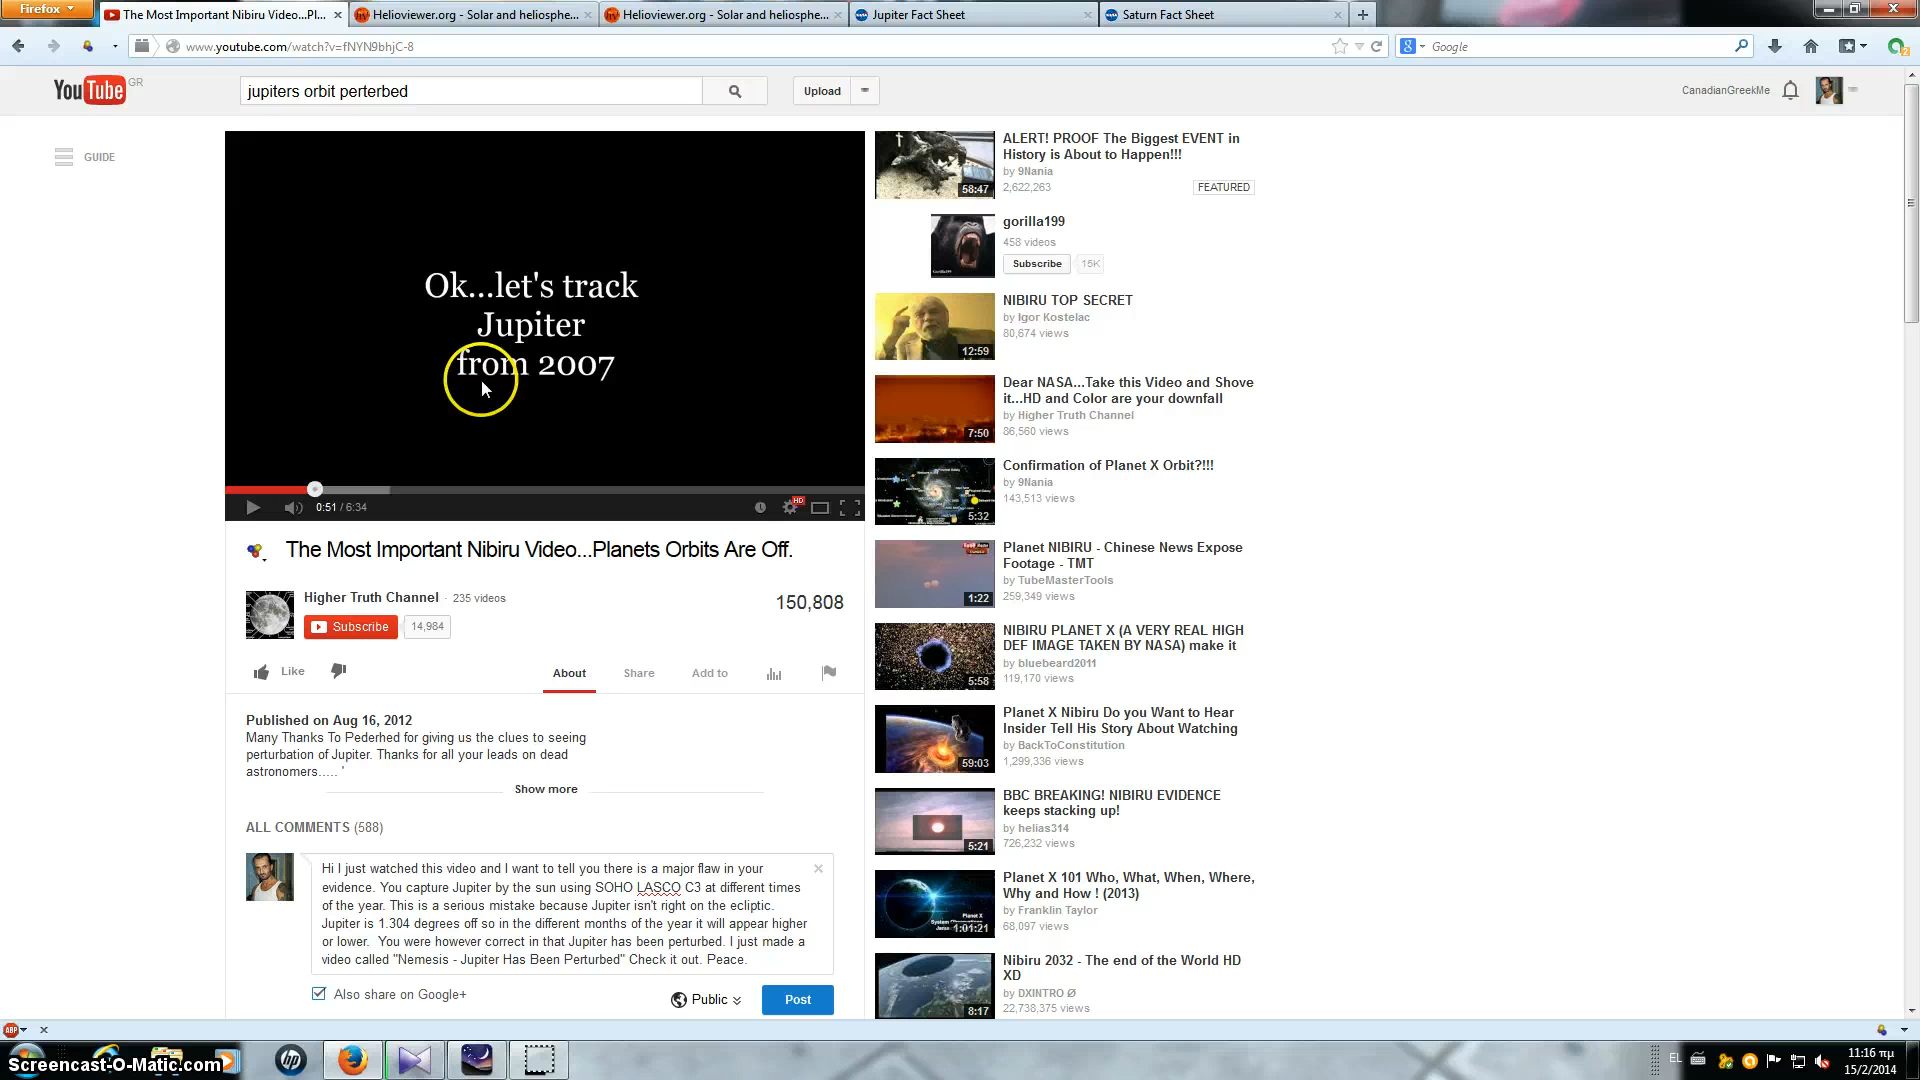 Firefox
The Most Important Nibiru Video...Pl...
Helioviewer.org - Solar and heliosphe...
Helioviewer.org - Solar and heliosphe...
Jupiter Fact Sheet
Saturn Fact Sheet
www.youtube.com/watch?v=fNYN9bhjC-8
Google
YouTube GR
jupiters orbit perterbed
Upload
CanadianGreekMe
GUIDE
Ok...let's track
Jupiter
from 2007
0:51 / 6:34
HD
The Most Important Nibiru Video...Planets Orbits Are Off.
Higher Truth Channel · 235 videos
150,808
Subscribe
14,984
Like
About
Share
Add to
Published on Aug 16, 2012
Many Thanks To Pederhed for giving us the clues to seeing
perturbation of Jupiter. Thanks for all your leads on dead
astronomers..... '
Show more
ALL COMMENTS (588)
Hi I just watched this video and I want to tell you there is a major flaw in your
evidence. You capture Jupiter by the sun using SOHO LASCO C3 at different times
of the year. This is a serious mistake because Jupiter isn't right on the ecliptic.
Jupiter is 1.304 degrees off so in the different months of the year it will appear higher
or lower. You were however correct in that Jupiter has been perturbed. I just made a
video called "Nemesis - Jupiter Has Been Perturbed" Check it out. Peace.
Also share on Google+
Public
Post
ALERT! PROOF The Biggest EVENT in
History is About to Happen!!!
by 9Nania
2,622,263
FEATURED
58:47
gorilla199
458 videos
Subscribe
15K
NIBIRU TOP SECRET
by Igor Kostelac
80,674 views
12:59
Dear NASA...Take this Video and Shove
it...HD and Color are your downfall
by Higher Truth Channel
86,560 views
7:50
Confirmation of Planet X Orbit?!!!
by 9Nania
143,513 views
5:32
Planet NIBIRU - Chinese News Expose
Footage - TMT
by TubeMasterTools
259,349 views
1:22
NIBIRU PLANET X (A VERY REAL HIGH
DEF IMAGE TAKEN BY NASA) make it
by bluebeard2011
119,170 views
5:58
Planet X Nibiru Do you Want to Hear
Insider Tell His Story About Watching
by BackToConstitution
1,299,336 views
59:03
BBC BREAKING! NIBIRU EVIDENCE
keeps stacking up!
by helias314
726,232 views
5:21
Planet X 101 Who, What, When, Where,
Why and How ! (2013)
by Franklin Taylor
68,097 views
1:01:21
Nibiru 2032 - The end of the World HD
XD
by DXINTRO Ø
22,738,375 views
8:17
ABP
Screencast-O-Matic.com
hp
EL
11:16 πμ
15/2/2014